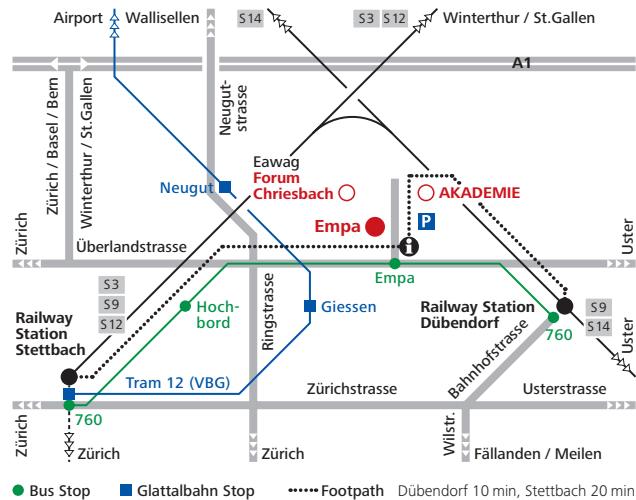 Airport
Wallisellen
S14
S3
S12
Winterthur / St.Gallen
A1
Zürich / Basel / Bern
Winterthur / St.Gallen
Neugut-
strasse
Eawag
Forum
Chriesbach
AKADEMIE
Neugut
P
Empa
i
Zürich
Überlandstrasse
Empa
Uster
S3
S9
S12
Hoch-
bord
Ringstrasse
Giessen
Railway Station
Dübendorf
S9
S14
760
Uster
Railway
Station
Stettbach
Bahnhofstrasse
Tram 12 (VBG)
Zürichstrasse
Usterstrasse
760
Zürich
Zürich
Zürich
Wilstr.
Fällanden / Meilen
Bus Stop
Glattalbahn Stop
Footpath
Dübendorf 10 min, Stettbach 20 min